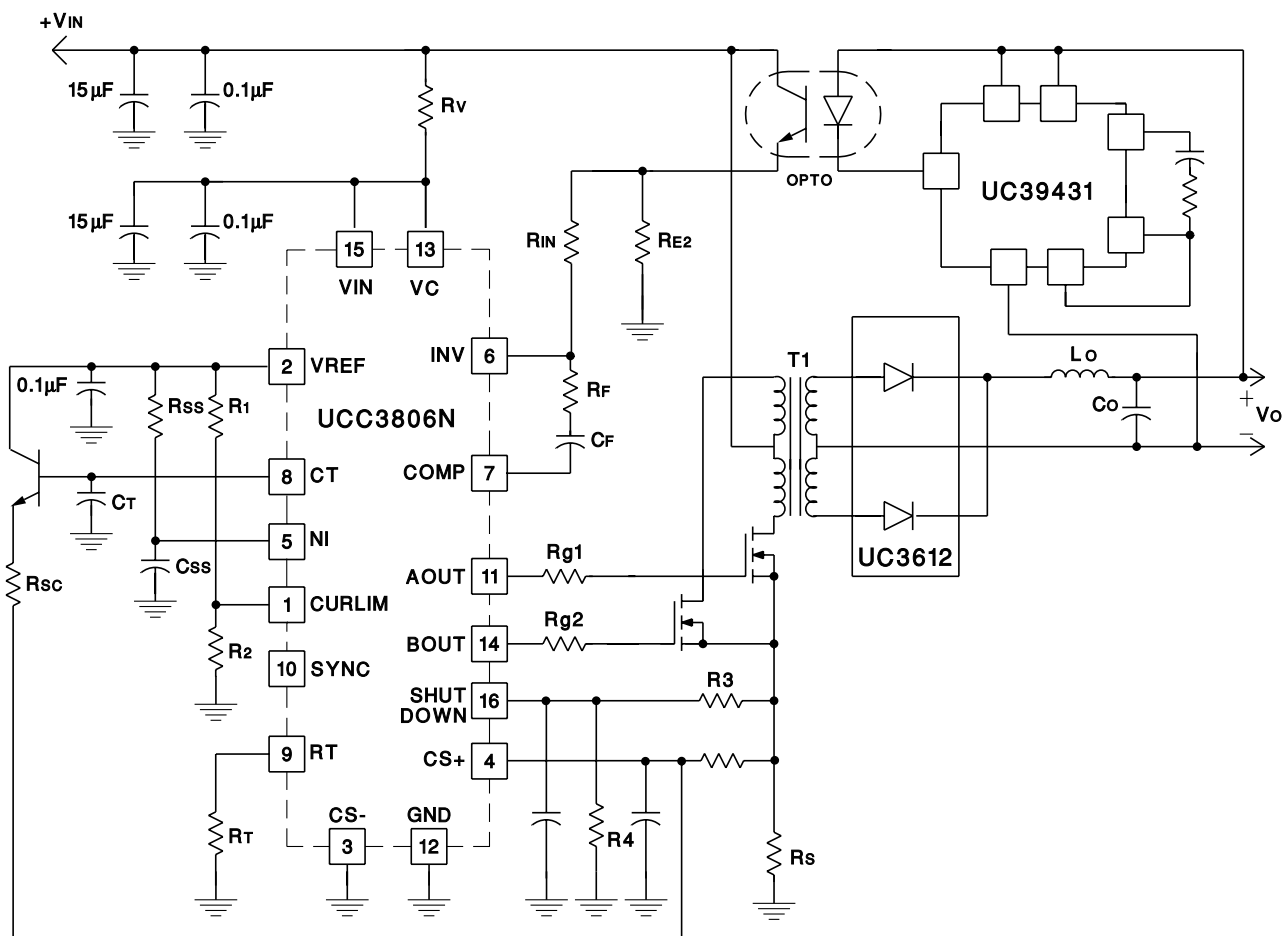 +VIN
15µF
0.1µF
RV
OPTO
UC39431
15µF
0.1µF
RIN
RE2
15
13
VIN
VC
2
VREF
INV
6
0.1µF
RSS
R1
UCC3806N
RF
CF
T1
LO
CO
+
VO
–
8
CT
COMP
7
CT
5
NI
CSS
RSC
AOUT
11
Rg1
UC3612
1
CURLIM
BOUT
14
Rg2
R2
10
SYNC
SHUT
DOWN
16
R3
9
RT
CS+
4
RT
CS-
GND
3
12
R4
RS